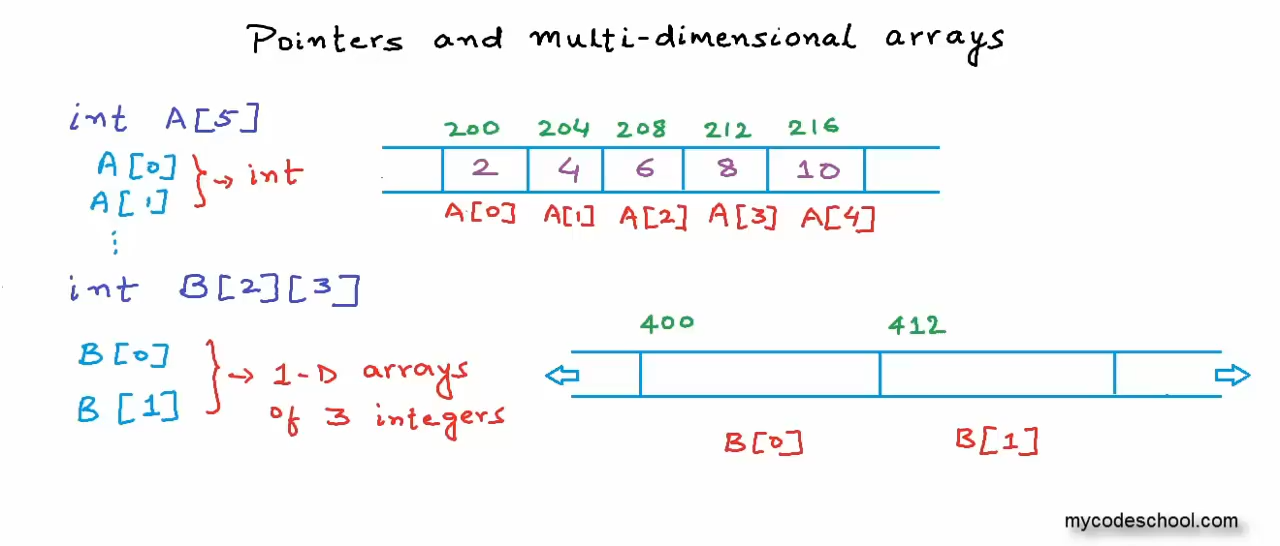 Pointers and multi-dimensional arrays
int A[5]
A[0]
A[1]
⋮
→ int
200 204 208 212 216
2 4 6 8 10
A[0] A[1] A[2] A[3] A[4]
int B[2][3]
B[0]
B[1]
→ 1-D arrays
of 3 integers
400 412
B[0] B[1]
mycodeschool.com